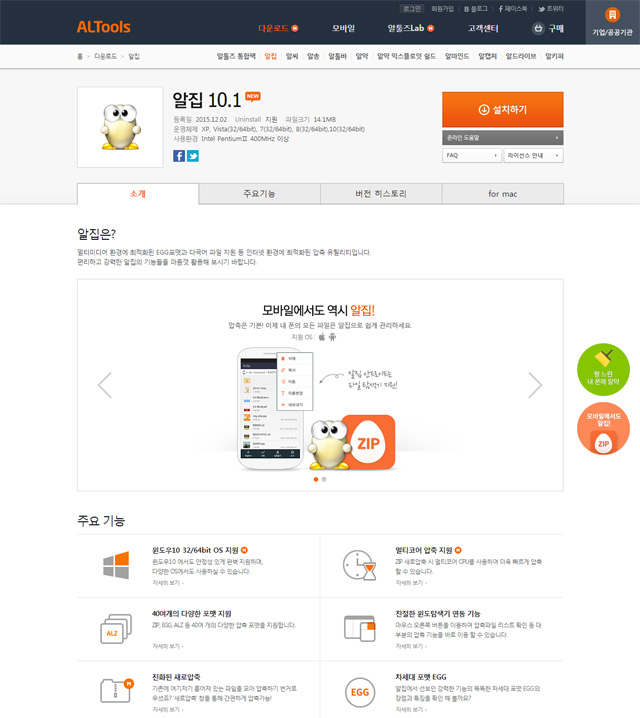 로그인 회원가입 B 블로그 f 페이스북 트위터
ALTools 다운로드 N 모바일 알툴즈Lab N 고객센터 구매 기업/공공기관
홈 > 다운로드 > 알집 알툴즈 통합팩 알집 알씨 알송 알툴바 알약 알약 익스플로잇 쉴드 알마인드 알캡처 알드라이브 알키퍼
알집 10.1 NEW
등록일 2015.12.02 Uninstall 지원 파일크기 14.1MB
운영체제 XP, Vista(32/64bit), 7(32/64bit), 8(32/64bit),10(32/64bit)
사용환경 Intel PentiumⅡ 400MHz 이상
설치하기
온라인 도움말
FAQ 라이선스 안내
소개 주요기능 버전 히스토리 for mac
알집은?
멀티미디어 환경에 최적화된 EGG포맷과 다국어 파일 지원 등 인터넷 환경에 최적화된 압축 유틸리티입니다.
편리하고 강력한 알집의 기능들을 마음껏 활용해 보시기 바랍니다.
모바일에서도 역시 알집!
압축은 기본! 이제 내 폰의 모든 파일은 알집으로 쉽게 관리하세요.
지원 OS :
삭제
복사
이동
이름변경
내보내기
알집 안드로이드는
파일 탐색기 지원!
ZIP
팜 느린
내 폰에 알약
모바일에서도
알집!
ZIP
주요 기능
윈도우10 32/64bit OS 지원 N
윈도우10 에서도 안정성 있게 완벽 지원하며,
다양한 OS에서도 사용하실 수 있습니다.
자세히 보기
멀티코어 압축 지원 N
ZIP 새로압축 시 멀티코어 CPU를 사용하여 더욱 빠르게 압축
할 수 있습니다.
자세히 보기
ALZ
40여개의 다양한 포맷 지원
ZIP, EGG, ALZ 등 40여 개의 다양한 압축 포맷을 지원합니다.
자세히 보기
친절한 윈도탐색기 연동 기능
마우스 오른쪽 버튼을 이용하여 압축파일 리스트 확인 등 대
부분의 압축 기능을 바로 이용 할 수 있습니다.
자세히 보기
N
진화된 새로압축
기존에 여기저기 흩어져 있는 파일을 모아 압축하기 번거로
우셨죠? '새로압축' 창을 통해 간편하게 압축가능!
자세히 보기
EGG
차세대 포맷 EGG
알집에서 선보인 강력한 기능의 똑똑한 차세대 포맷 EGG의
장점과 특징을 확인 해 볼까요?
자세히 보기